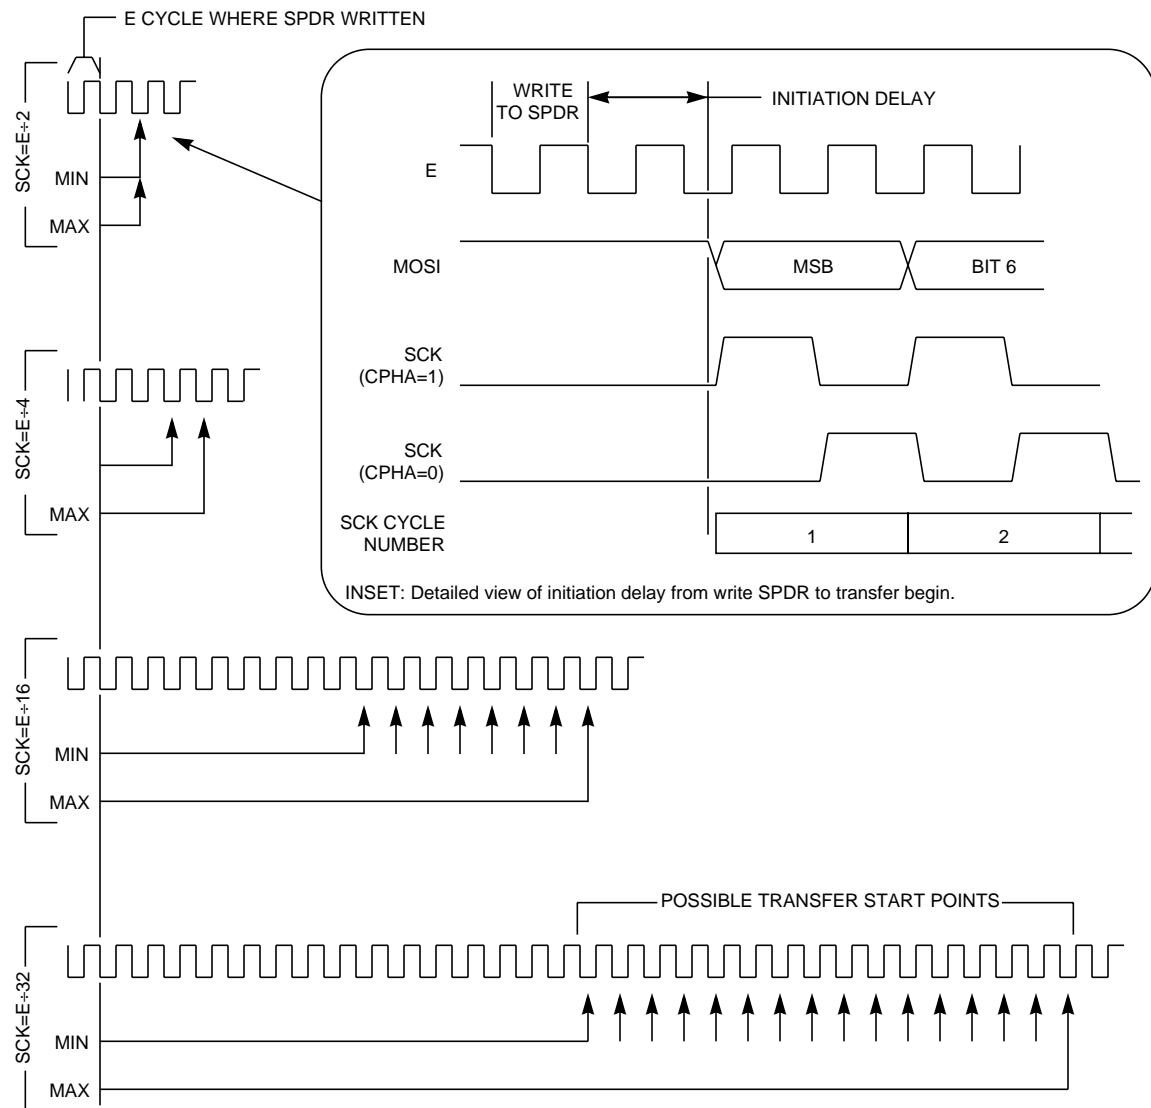 E CYCLE WHERE SPDR WRITTEN
SCK=E÷2
MIN
MAX
WRITE
TO SPDR
INITIATION DELAY
E
MOSI
MSB
BIT 6
SCK
(CPHA=1)
SCK
(CPHA=0)
SCK CYCLE
NUMBER
1
2
INSET: Detailed view of initiation delay from write SPDR to transfer begin.
SCK=E÷4
MAX
SCK=E÷16
MIN
MAX
POSSIBLE TRANSFER START POINTS
SCK=E÷32
MIN
MAX